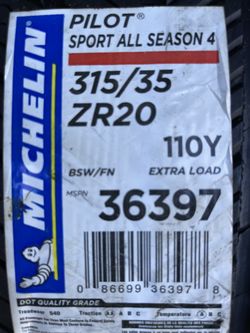 MICHELIN
PILOT®
SPORT ALL SEASON 4
315/35
ZR20
110Y
BSW/FN EXTRA LOAD
MSPN 36397
0 86699 36397 8
DOT QUALITY GRADE
Treadwear 540 Traction AA A B C Temperature A B C